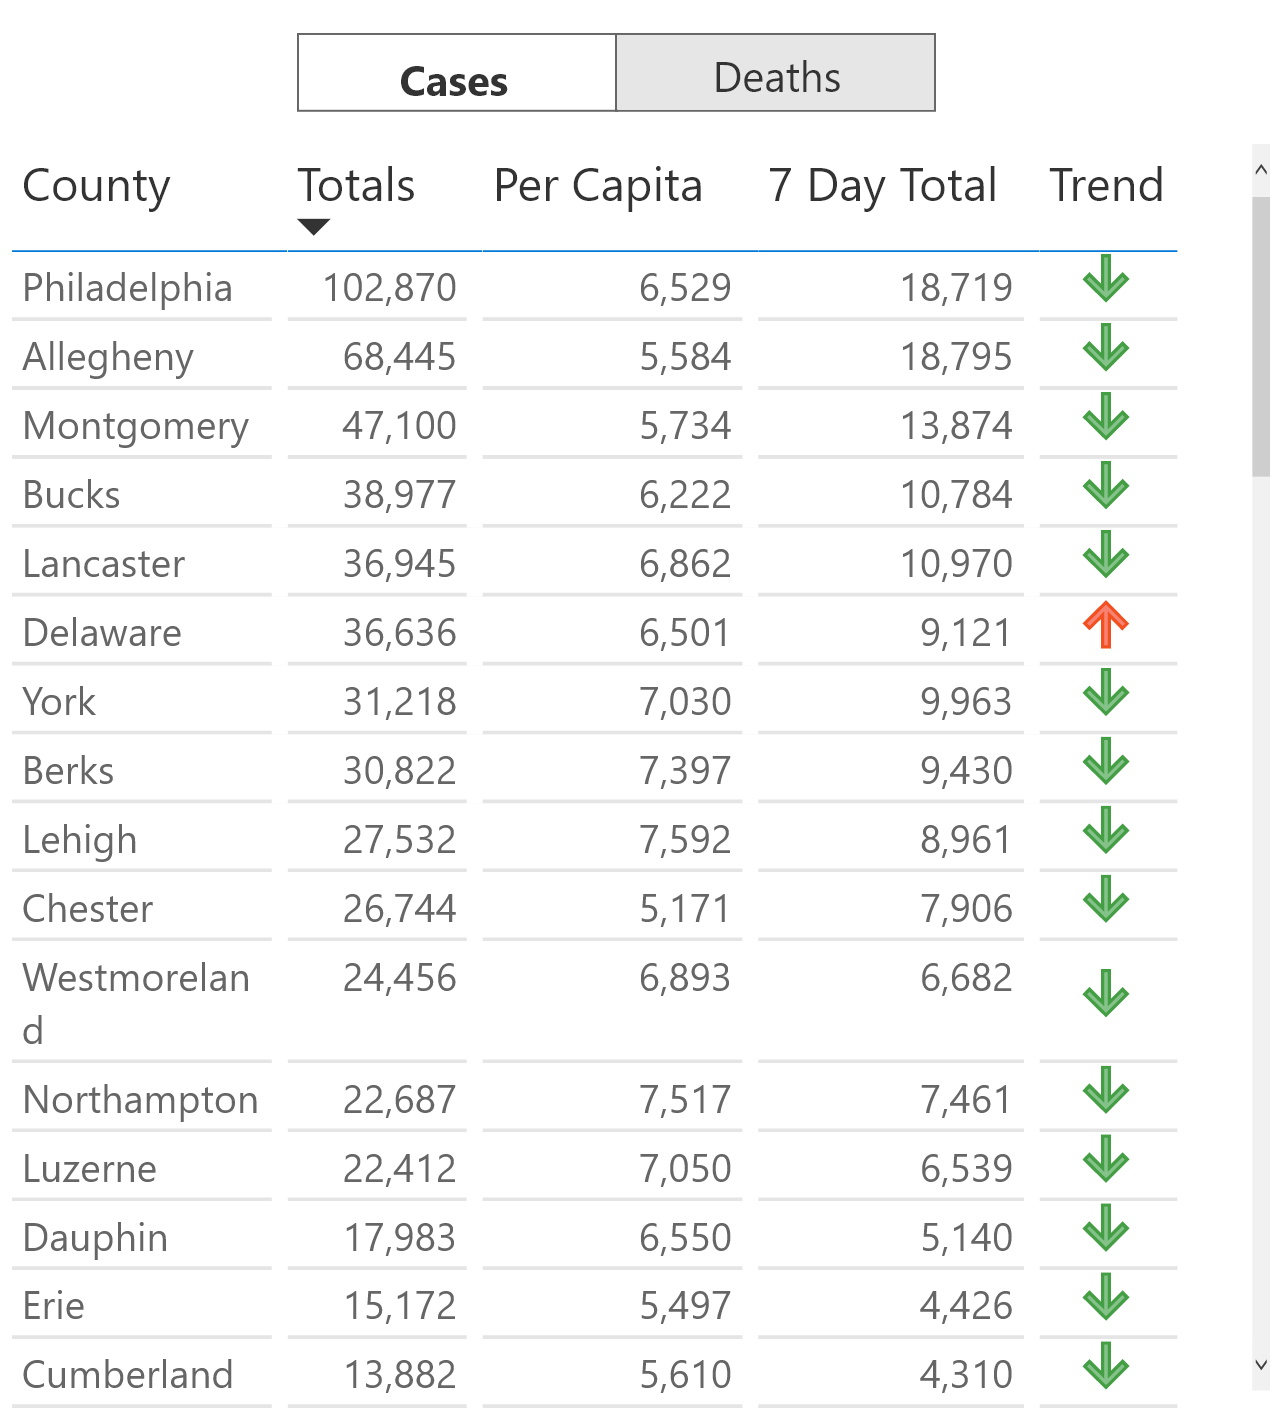 Cases Deaths
County Totals Per Capita 7 Day Total Trend
Philadelphia 102,870 6,529 18,719
Allegheny 68,445 5,584 18,795
Montgomery 47,100 5,734 13,874
Bucks 38,977 6,222 10,784
Lancaster 36,945 6,862 10,970
Delaware 36,636 6,501 9,121
York 31,218 7,030 9,963
Berks 30,822 7,397 9,430
Lehigh 27,532 7,592 8,961
Chester 26,744 5,171 7,906
Westmorelan 24,456 6,893 6,682
d
Northampton 22,687 7,517 7,461
Luzerne 22,412 7,050 6,539
Dauphin 17,983 6,550 5,140
Erie 15,172 5,497 4,426
Cumberland 13,882 5,610 4,310